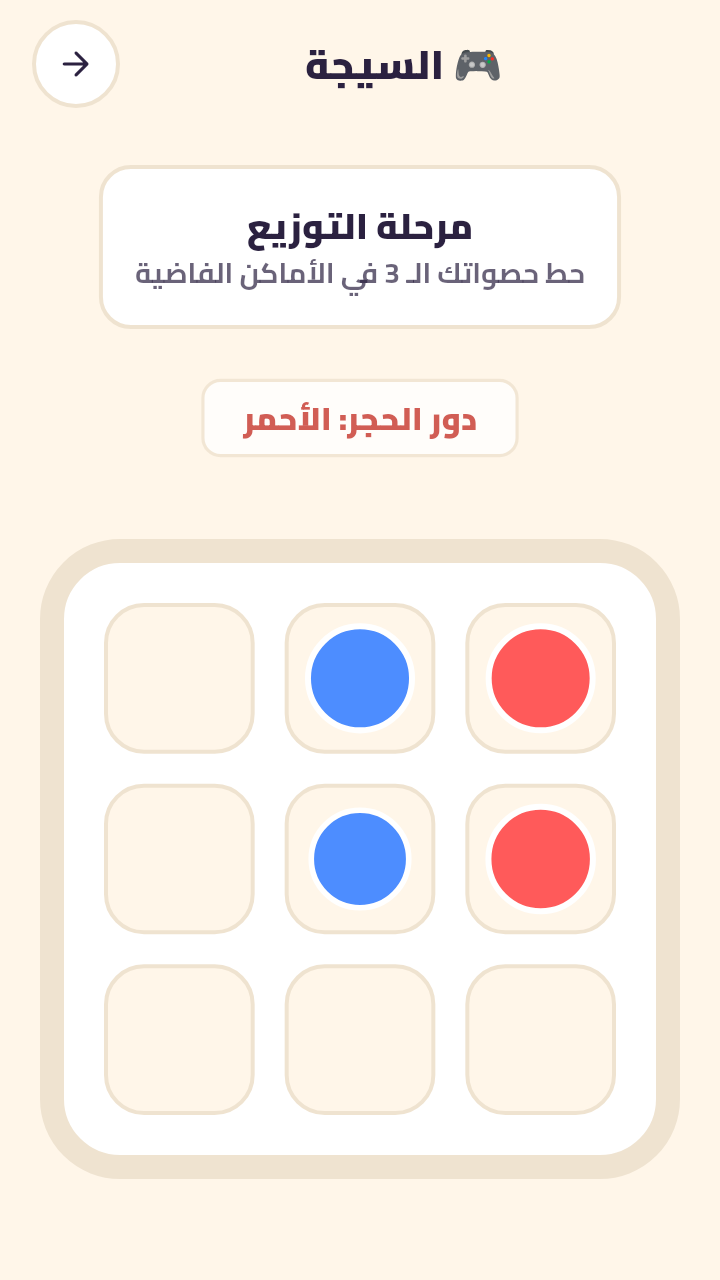 السيجة 🎮
مرحلة التوزيع
حط حصواتك الـ 3 في الأماكن الفاضية
دور الحجر: الأحمر